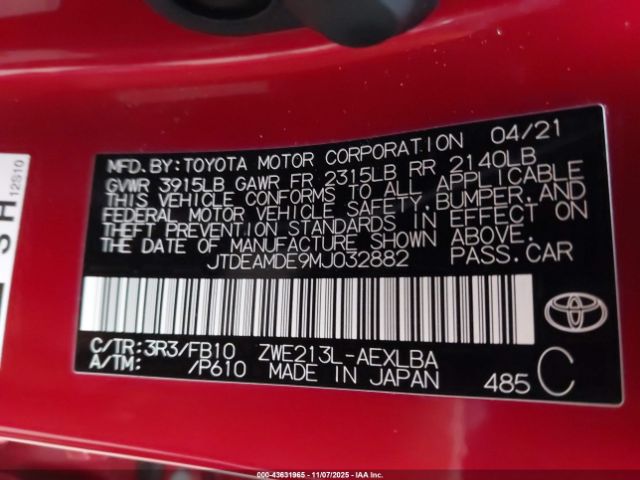 MFD. BY: TOYOTA MOTOR CORPORATION 04/21
GVWR 3915LB GAWR FR 2315LB RR 2140LB
THIS VEHICLE CONFORMS TO ALL APPLICABLE
FEDERAL MOTOR VEHICLE SAFETY, BUMPER, AND
THEFT PREVENTION STANDARDS IN EFFECT ON
THE DATE OF MANUFACTURE SHOWN ABOVE.
JTDEAMDE9MJ032882 PASS. CAR
C/TR: 3R3/FB10 ZWE213L-AEXLBA
A/TM: /P610 MADE IN JAPAN 485 C
SH
12S10
000-43631965 - 11/07/2025 - IAA Inc. - Copyright ©